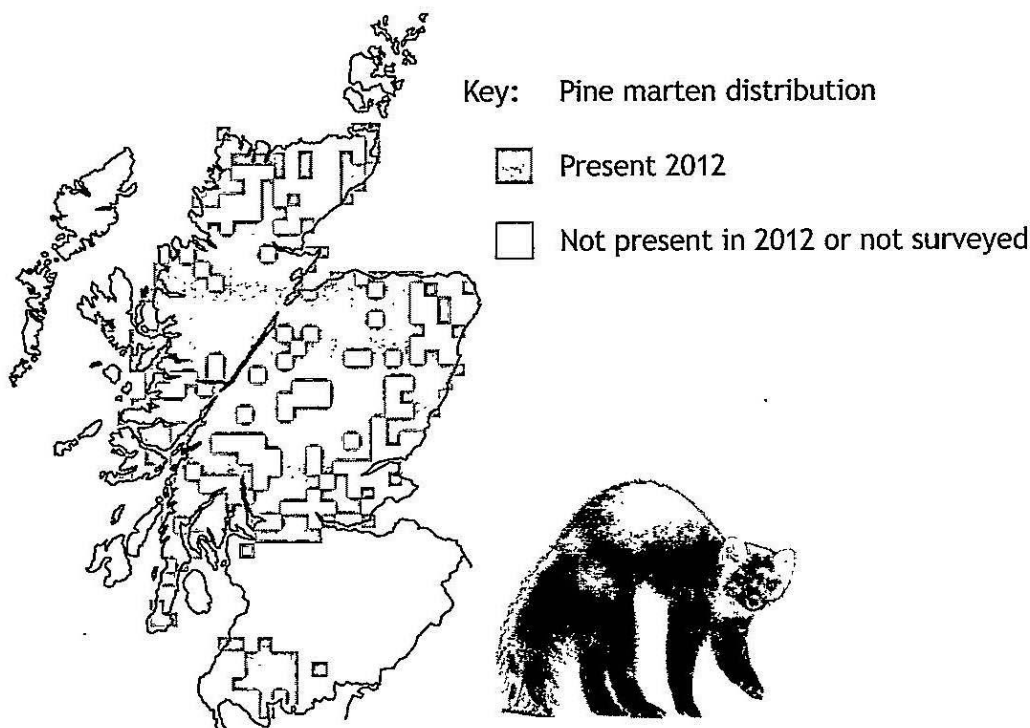 Key: Pine marten distribution
Present 2012
Not present in 2012 or not surveyed